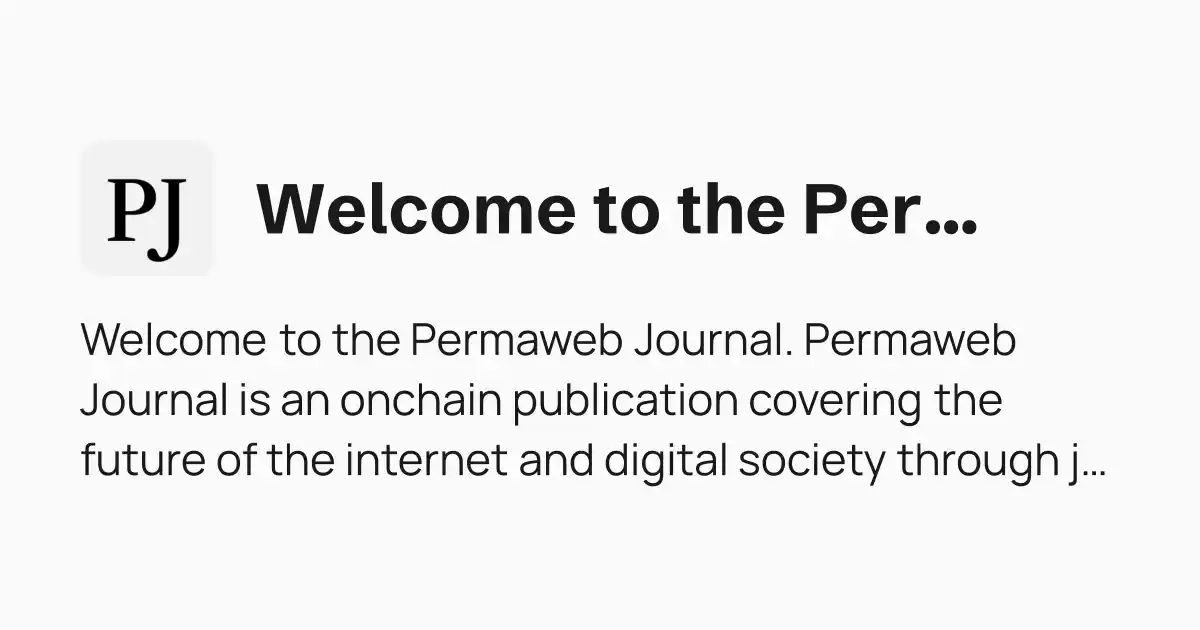 PJ
Welcome to the Per...
Welcome to the Permaweb Journal. Permaweb
Journal is an onchain publication covering the
future of the internet and digital society through j...